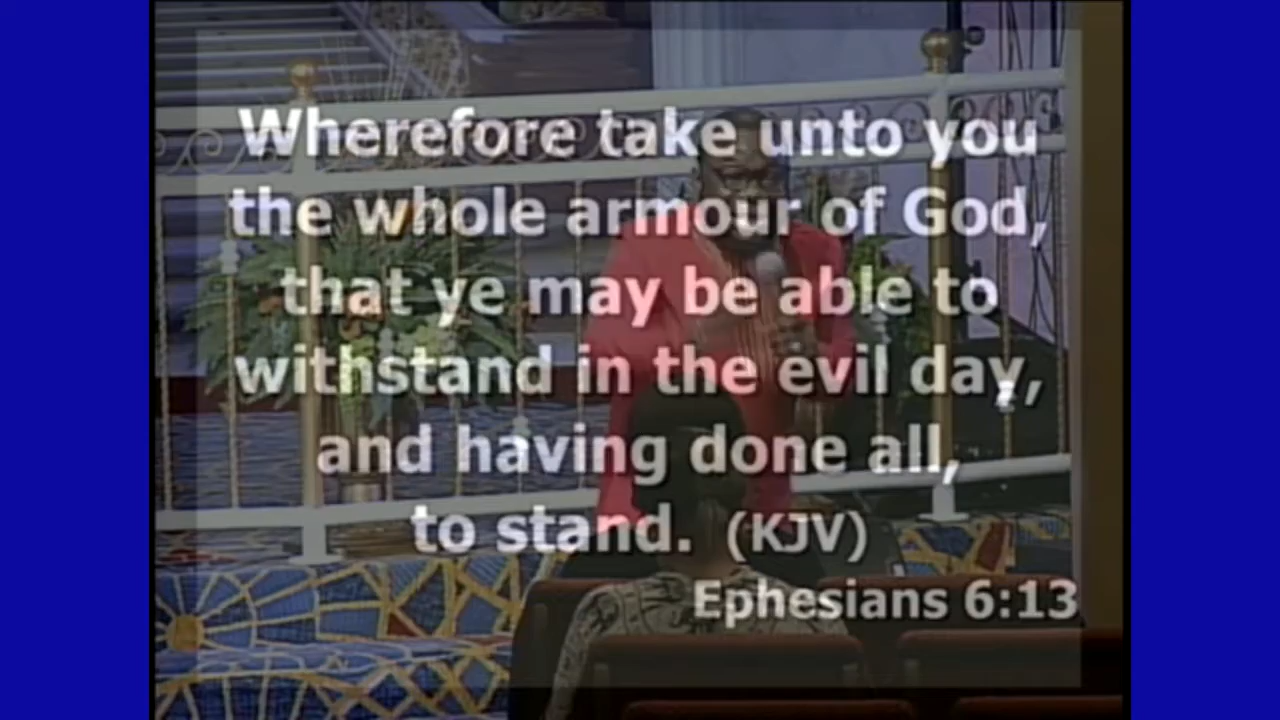 Wherefore take unto you
the whole armour of God,
that ye may be able to
withstand in the evil day,
and having done all,
to stand. (KJV)
Ephesians 6:13